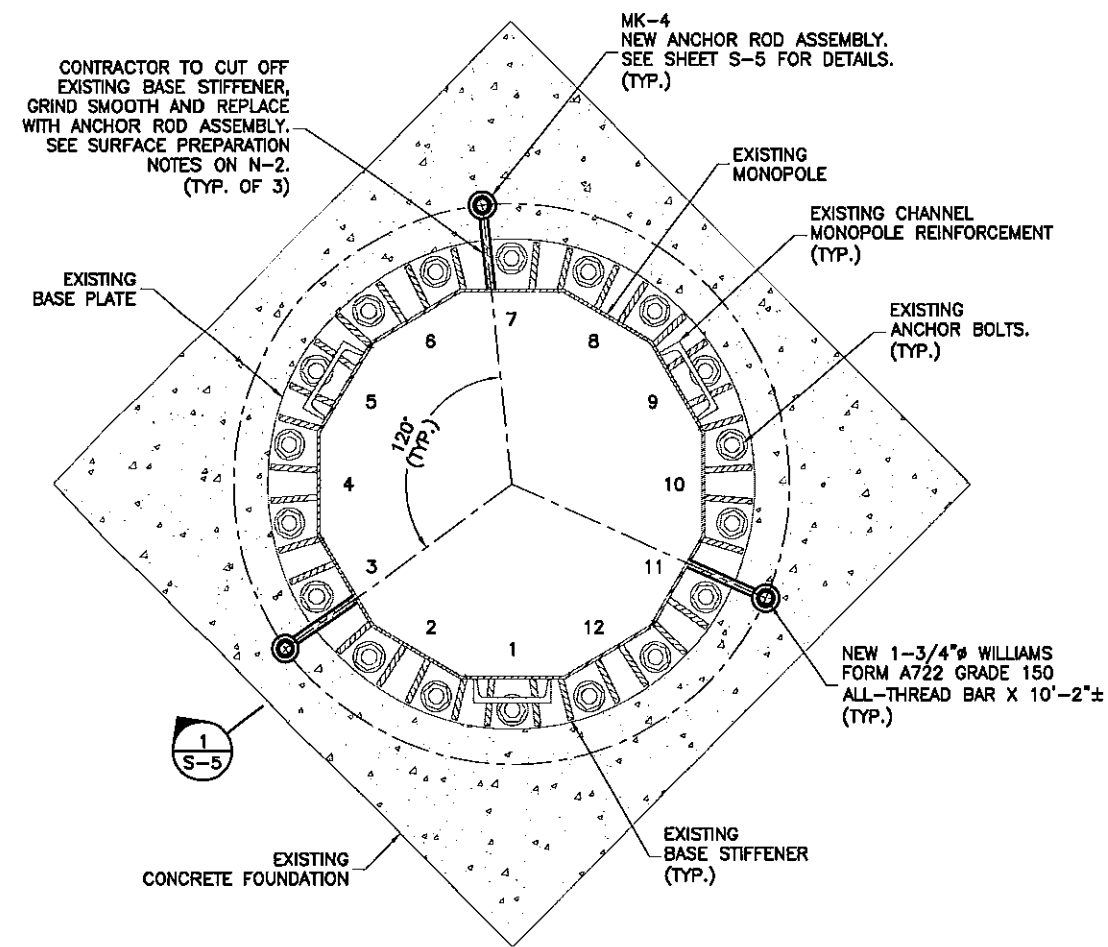 MK-4
NEW ANCHOR ROD ASSEMBLY.
SEE SHEET S-5 FOR DETAILS.
(TYP.)
CONTRACTOR TO CUT OFF
EXISTING BASE STIFFENER,
GRIND SMOOTH AND REPLACE
WITH ANCHOR ROD ASSEMBLY.
SEE SURFACE PREPARATION
NOTES ON N-2.
(TYP. OF 3)
EXISTING
MONOPOLE
EXISTING CHANNEL
MONOPOLE REINFORCEMENT
(TYP.)
EXISTING
BASE PLATE
EXISTING
ANCHOR BOLTS.
(TYP.)
7
6
8
5
9
120°
(TYP.)
4
10
3
11
2
12
1
NEW 1-3/4"ø WILLIAMS
FORM A722 GRADE 150
ALL-THREAD BAR X 10'-2"±
(TYP.)
1
S-5
EXISTING
BASE STIFFENER
(TYP.)
EXISTING
CONCRETE FOUNDATION